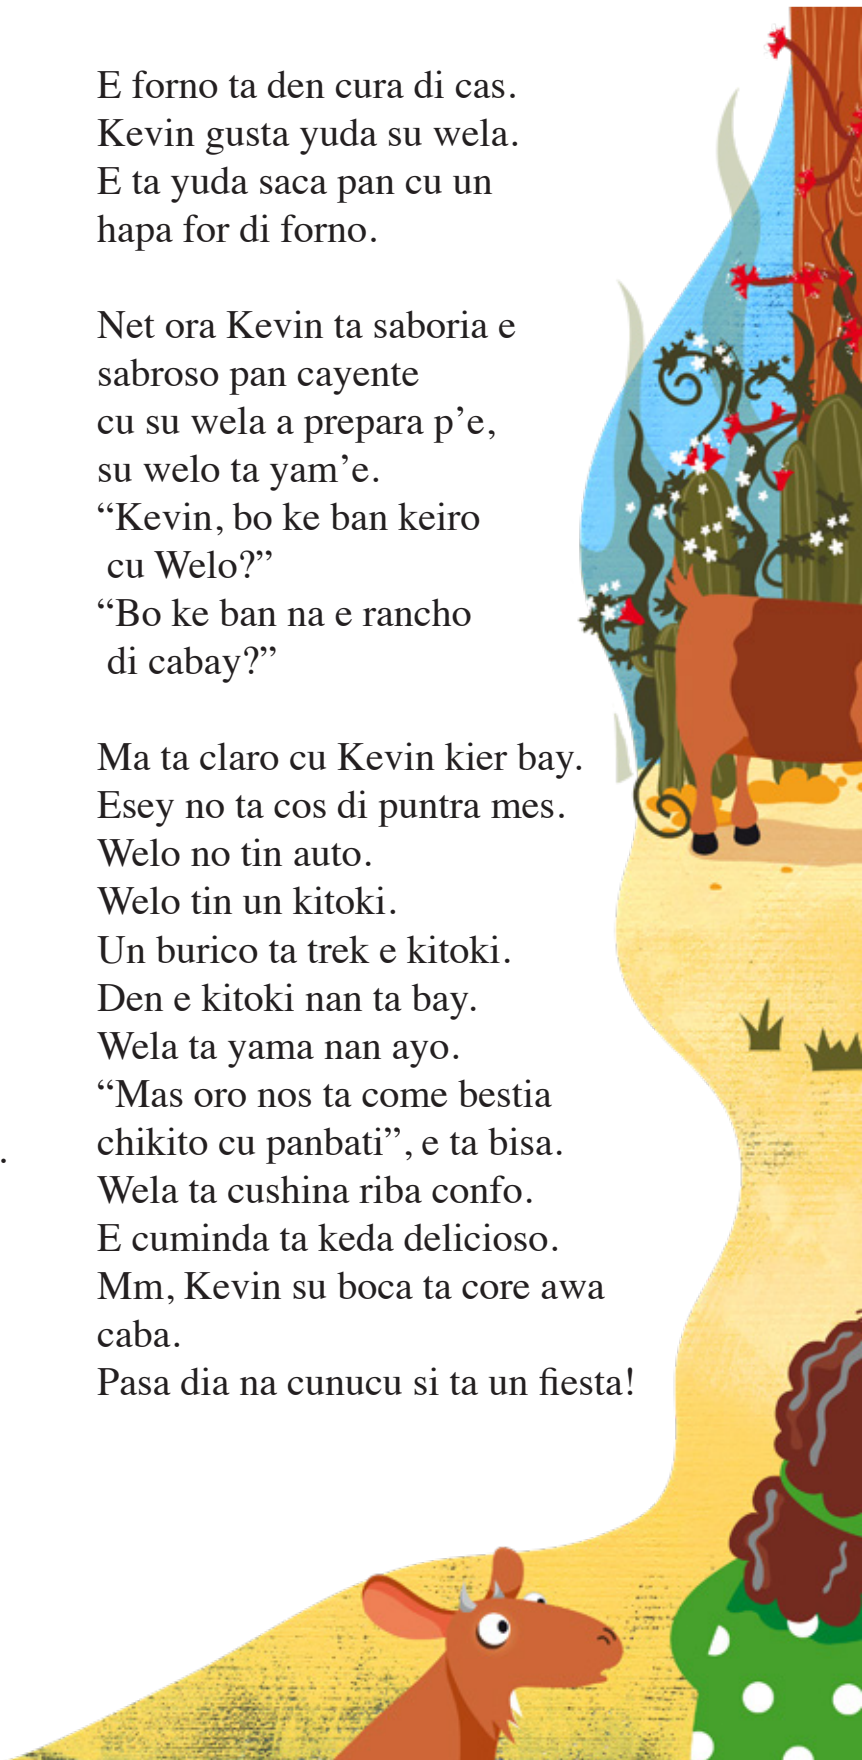 E forno ta den cura di cas.
Kevin gusta yuda su wela.
E ta yuda saca pan cu un
hapa for di forno.
Net ora Kevin ta saboria e
sabroso pan cayente
cu su wela a prepara p’e,
su welo ta yam’e.
“Kevin, bo ke ban keiro
cu Welo?”
“Bo ke ban na e rancho
di cabay?”
Ma ta claro cu Kevin kier bay.
Esey no ta cos di puntra mes.
Welo no tin auto.
Welo tin un kitoki.
Un burico ta trek e kitoki.
Den e kitoki nan ta bay.
Wela ta yama nan ayo.
“Mas oro nos ta come bestia
chikito cu panbati”, e ta bisa.
Wela ta cushina riba confo.
E cuminda ta keda delicioso.
Mm, Kevin su boca ta core awa
caba.
Pasa dia na cunucu si ta un fiesta!